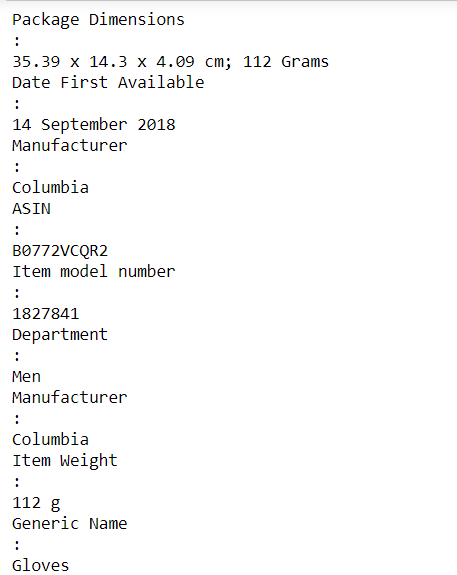 Package Dimensions
:
35.39 x 14.3 x 4.09 cm; 112 Grams
Date First Available
:
14 September 2018
Manufacturer
:
Columbia
ASIN
:
B0772VCQR2
Item model number
:
1827841
Department
:
Men
Manufacturer
:
Columbia
Item Weight
:
112 g
Generic Name
:
Gloves